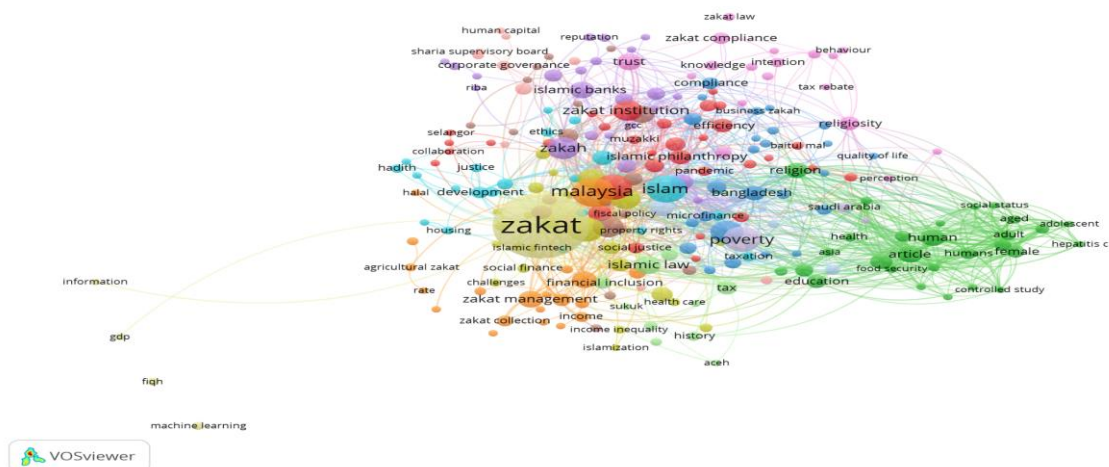 zakat law
human capital
reputation
zakat compliance
sharia supervisory board
behaviour
corporate governance
trust
knowledge
intention
riba
islamic banks
compliance
tax rebate
zakat institution
business zakah
selangor
ethics
gcc
efficiency
religiosity
muzakki
baitul mal
collaboration
zakah
islamic philanthropy
hadith
justice
pandemic
religion
quality of life
perception
halal
development
malaysia
islam
bangladesh
social status
saudi arabia
fiscal policy
microfinance
aged
adolescent
housing
zakat
property rights
poverty
health
human
adult
islamic fintech
social justice
taxation
asia
article
humans
female
hepatitis c
agricultural zakat
social finance
islamic law
food security
information
challenges
financial inclusion
tax
education
controlled study
rate
zakat management
sukuk
health care
zakat collection
income
income inequality
history
gdp
islamization
aceh
fiqh
machine learning
VOSviewer